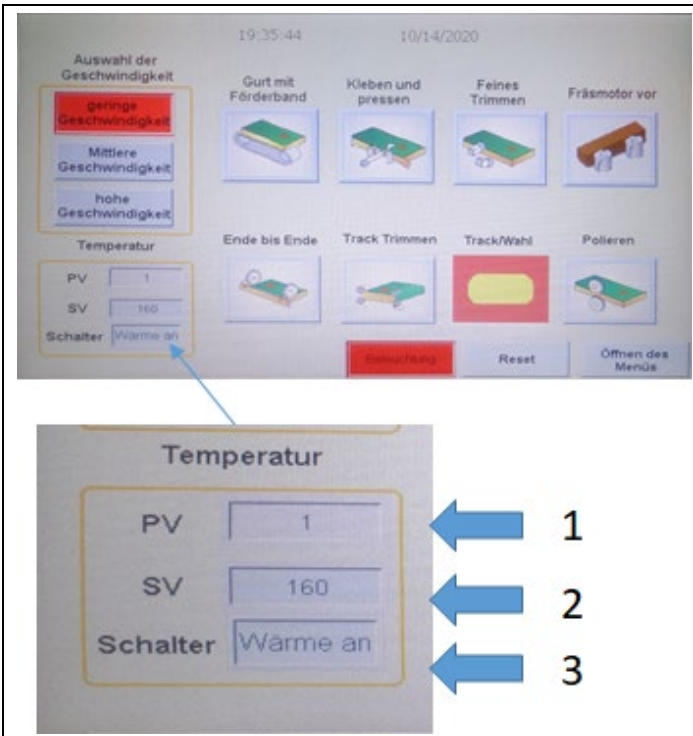 19:35:44 10/14/2020
Auswahl der
Geschwindigkeit
geringe
Geschwindigkeit
Mittlere
Geschwindigkeit
hohe
Geschwindigkeit
Gurt mit
Förderband
Kleben und
pressen
Feines
Trimmen
Fräsmotor vor
Temperatur
PV 1
SV 160
Schalter Wärme an
Ende bis Ende
Track Trimmen
Track/Wahl
Polieren
Beleuchtung
Reset
Öffnen des
Menüs
Temperatur
PV 1
SV 160
Schalter Wärme an
1
2
3